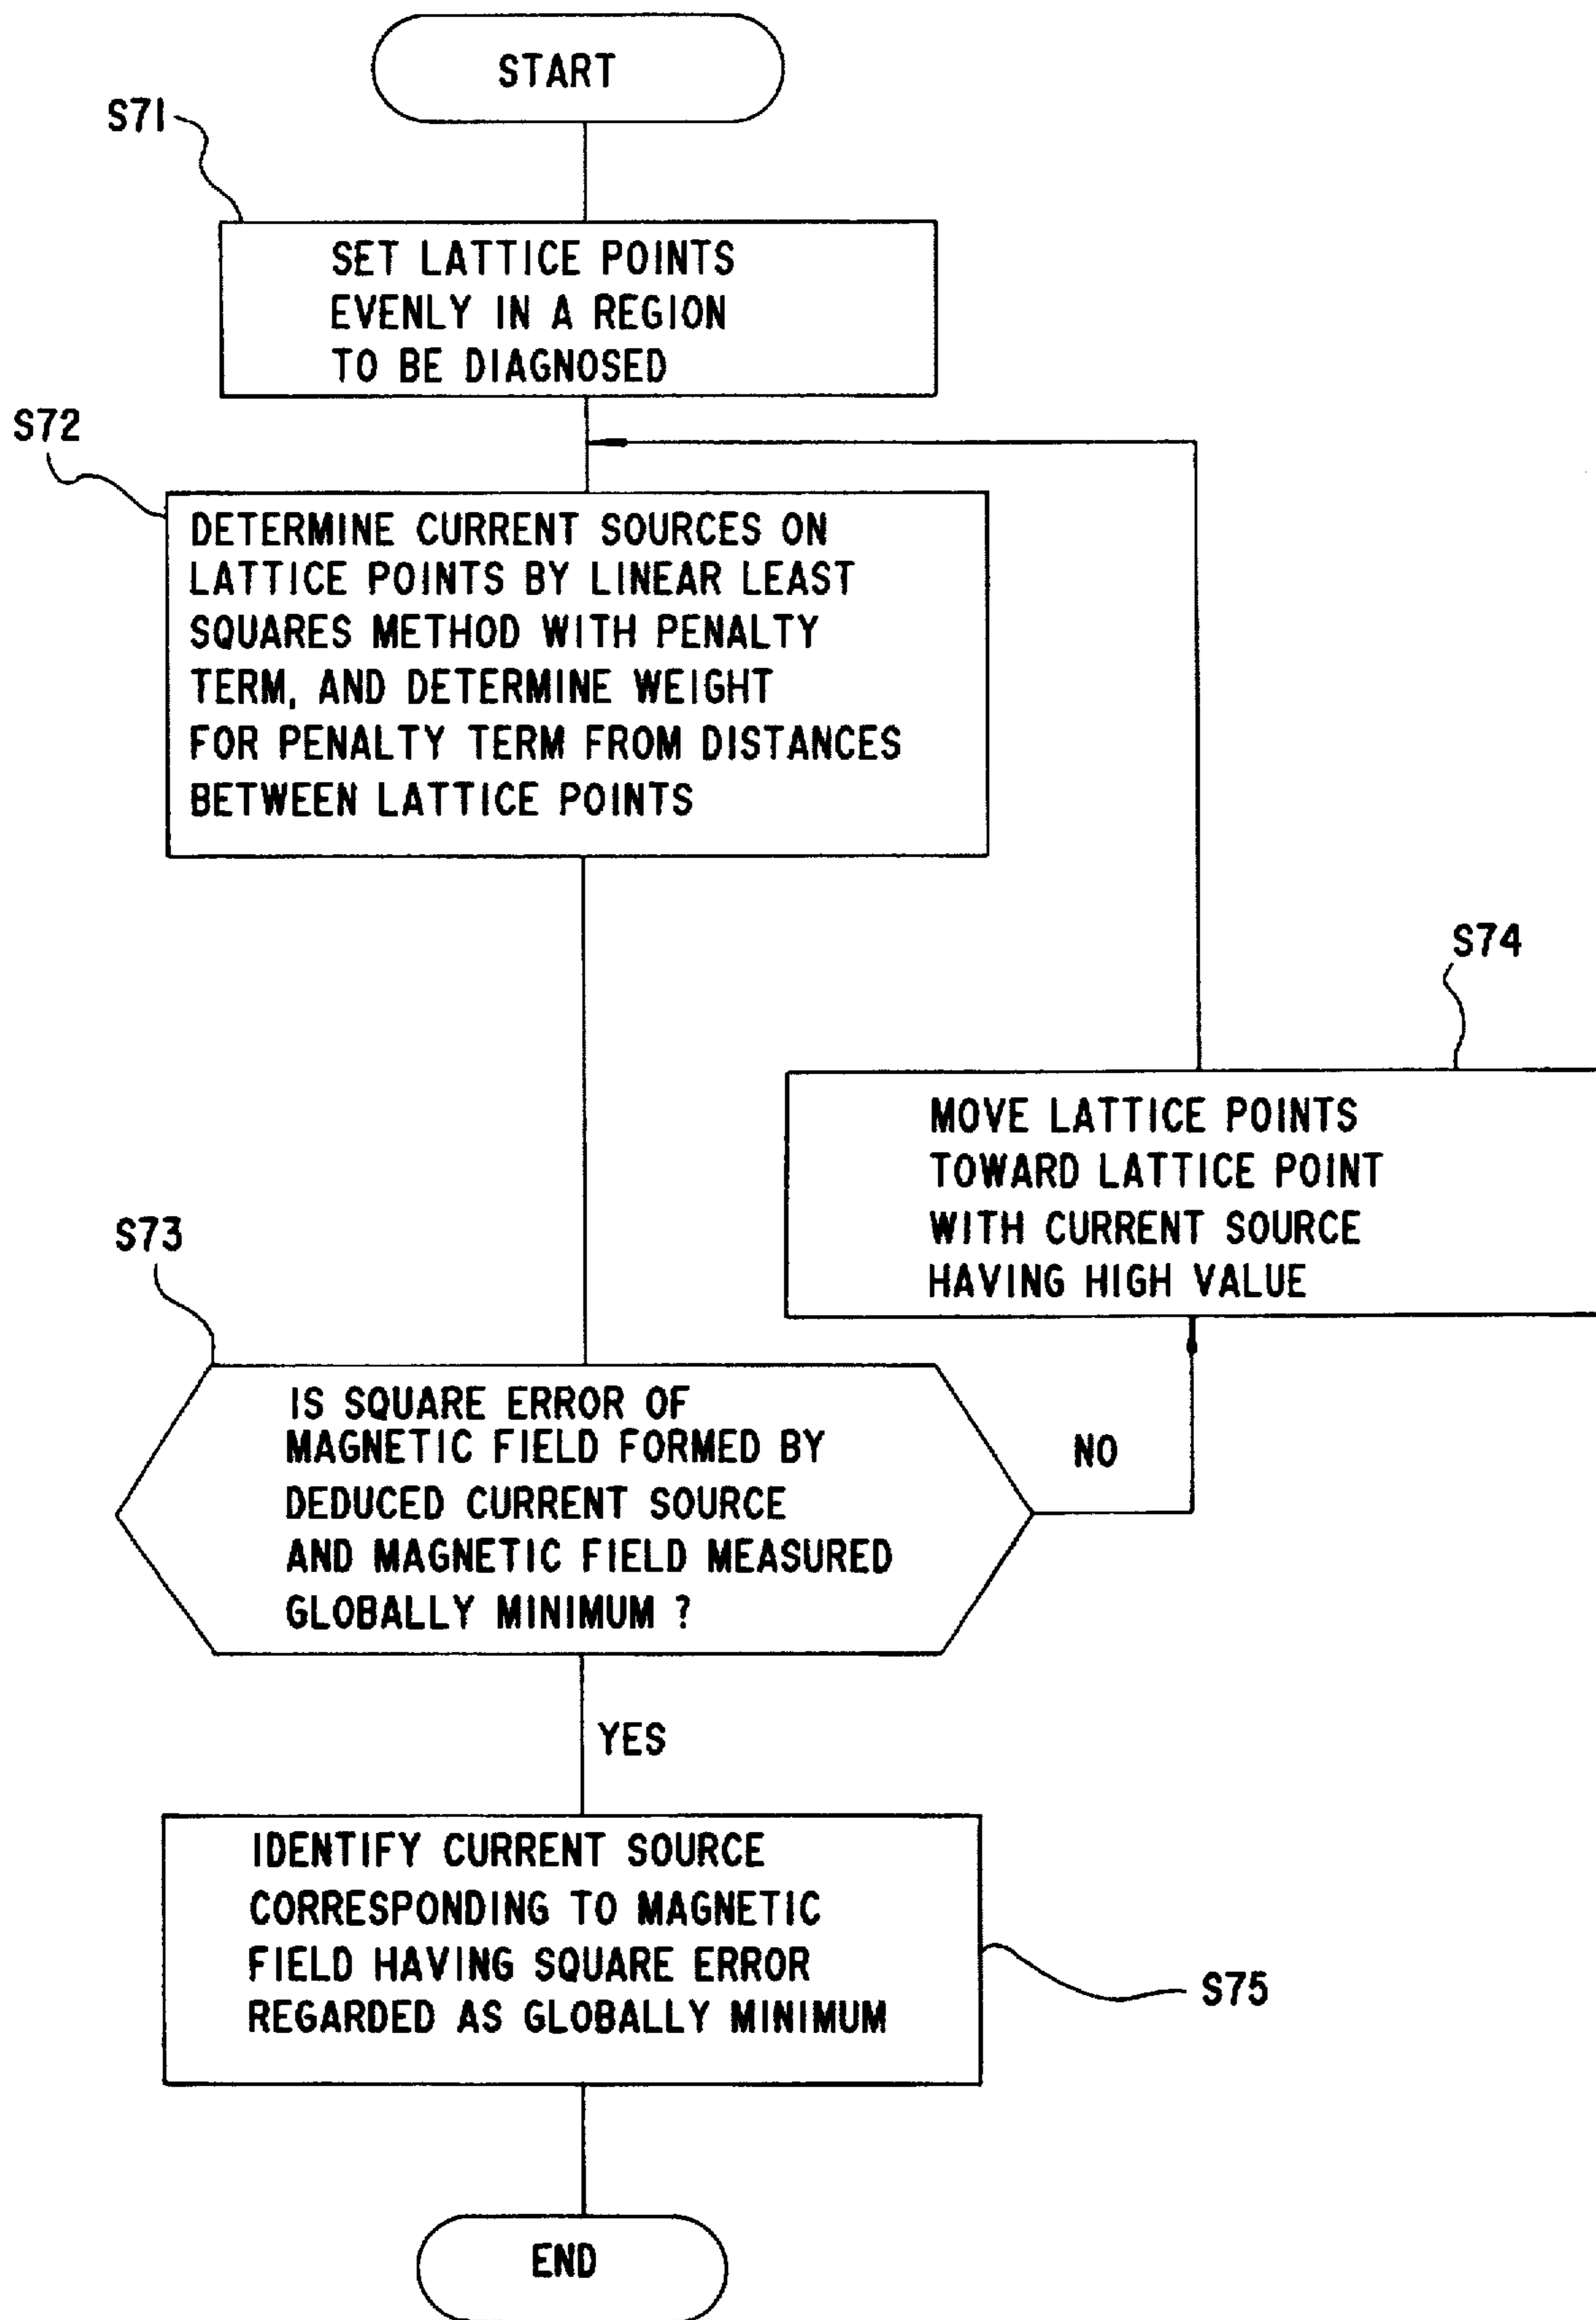 START
S71
SET LATTICE POINTS
EVENLY IN A REGION
TO BE DIAGNOSED
S72
DETERMINE CURRENT SOURCES ON
LATTICE POINTS BY LINEAR LEAST
SQUARES METHOD WITH PENALTY
TERM, AND DETERMINE WEIGHT
FOR PENALTY TERM FROM DISTANCES
BETWEEN LATTICE POINTS
S74
MOVE LATTICE POINTS
TOWARD LATTICE POINT
WITH CURRENT SOURCE
HAVING HIGH VALUE
S73
IS SQUARE ERROR OF
MAGNETIC FIELD FORMED BY
DEDUCED CURRENT SOURCE
AND MAGNETIC FIELD MEASURED
GLOBALLY MINIMUM ?
NO
YES
IDENTIFY CURRENT SOURCE
CORRESPONDING TO MAGNETIC
FIELD HAVING SQUARE ERROR
REGARDED AS GLOBALLY MINIMUM
S75
END